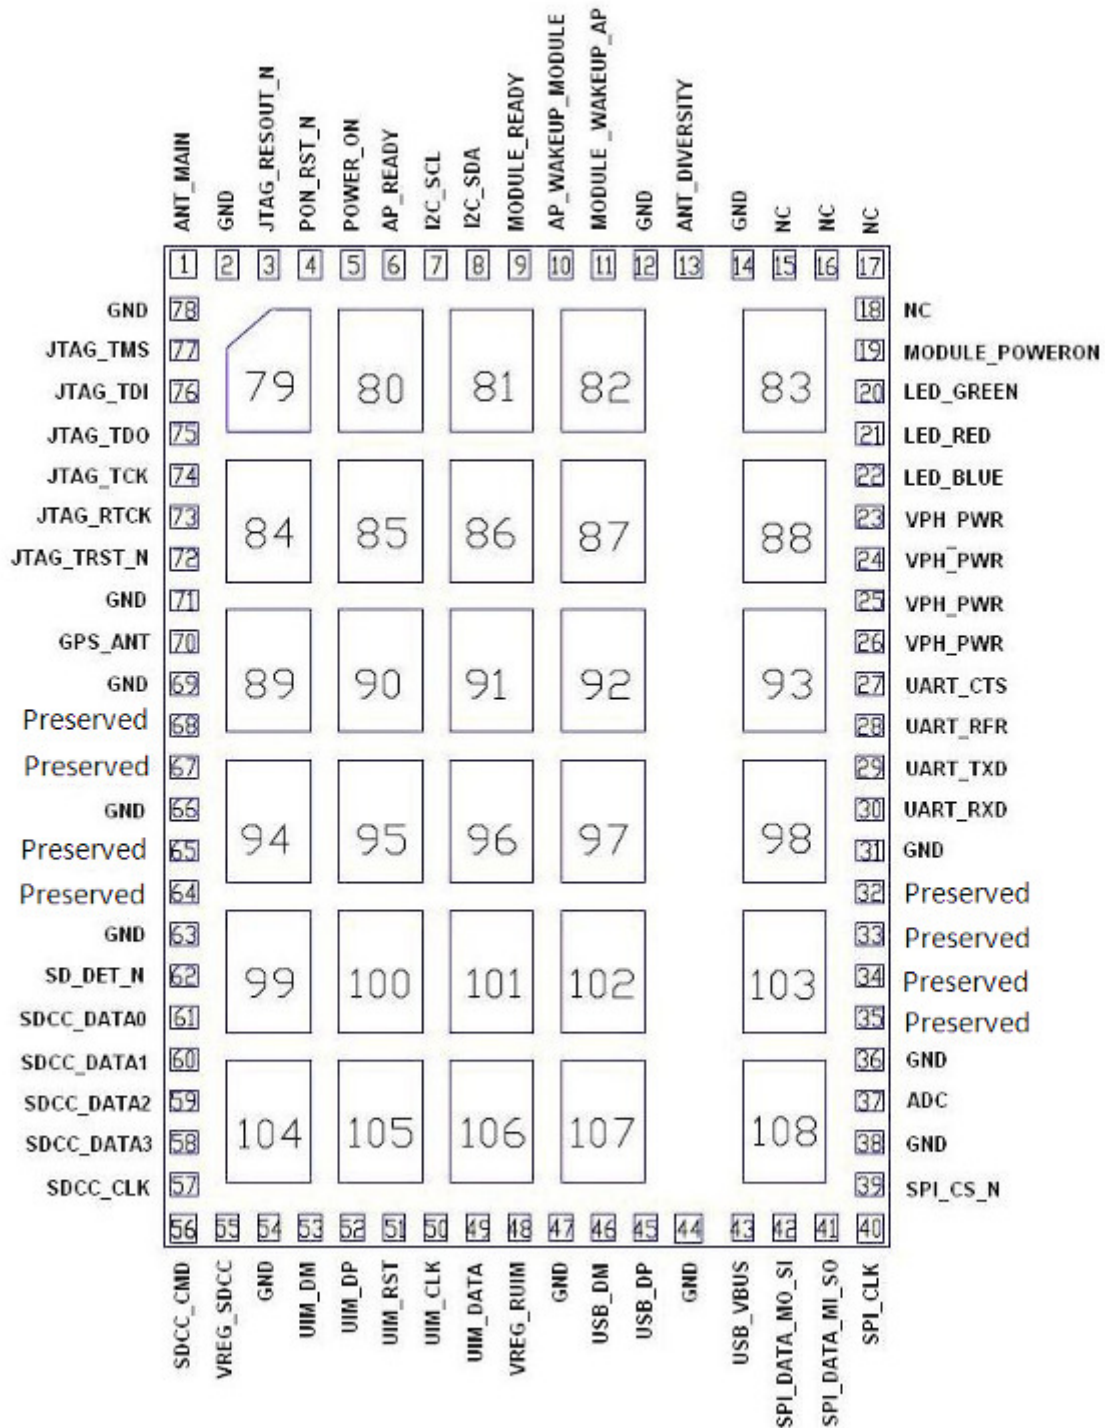 ANT_MAIN
GND
JTAG_RESOUT_N
PON_RST_N
POWER_ON
AP_READY
I2C_SCL
I2C_SDA
MODULE_READY
AP_WAKEUP_MODULE
MODULE _WAKEUP_AP
GND
ANT_DIVERSITY
GND
NC
NC
NC
1 2 3 4 5 6 7 8 9 10 11 12 13 14 15 16 17
GND 78 18 NC
JTAG_TMS 77 19 MODULE_POWERON
JTAG_TDI 76 79 80 81 82 83 20 LED_GREEN
JTAG_TDO 75 21 LED_RED
JTAG_TCK 74 22 LED_BLUE
JTAG_RTCK 73 84 85 86 87 88 23 VPH_PWR
JTAG_TRST_N 72 24 VPH_PWR
GND 71 25 VPH_PWR
GPS_ANT 70 26 VPH_PWR
GND 69 89 90 91 92 93 27 UART_CTS
Preserved 68 28 UART_RFR
Preserved 67 29 UART_TXD
GND 66 30 UART_RXD
Preserved 65 94 95 96 97 98 31 GND
Preserved 64 32 Preserved
GND 63 33 Preserved
SD_DET_N 62 99 100 101 102 103 34 Preserved
SDCC_DATA0 61 35 Preserved
SDCC_DATA1 60 36 GND
SDCC_DATA2 59 37 ADC
SDCC_DATA3 58 104 105 106 107 108 38 GND
SDCC_CLK 57 39 SPI_CS_N
56 55 54 53 52 51 50 49 48 47 46 45 44 43 42 41 40
SDCC_CMD
VREG_SDCC
GND
UIM_DM
UIM_DP
UIM_RST
UIM_CLK
UIM_DATA
VREG_RUIM
GND
USB_DM
USB_DP
GND
USB_VBUS
SPI_DATA_MO_SI
SPI_DATA_MI_SO
SPI_CLK